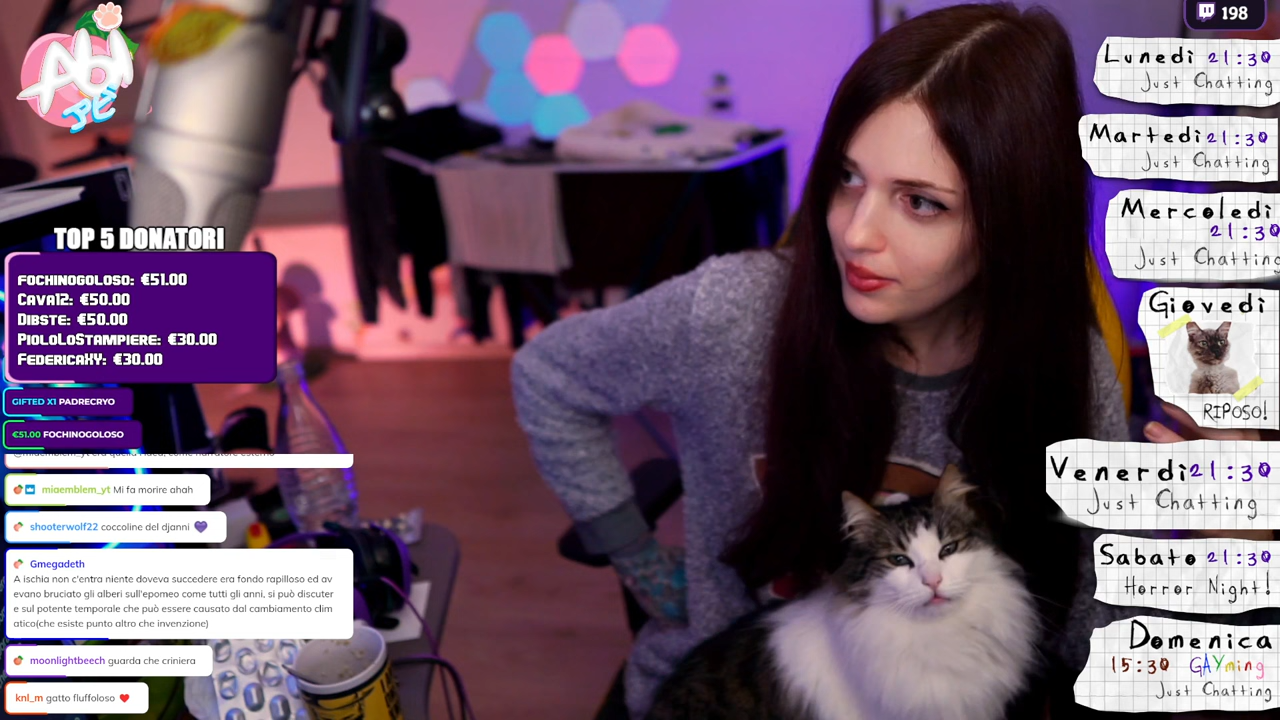 Ahi
PE
TOP 5 DONATORI
FOCHINOGOLOSO: €51.00
CAVA12: €50.00
DIBSTE: €50.00
PIOLOLOSTAMPIERE: €30.00
FEDERICAXY: €30.00
GIFTED X1 PADRECRYO
€51.00 FOCHINOGOLOSO
miaemblem_yt Mi fa morire ahah
shooterwolf22 coccoline del djanni 💜
Gmegadeth
A ischia non c'entra niente doveva succedere era fondo rapilloso ed av
evano bruciato gli alberi sull'epomeo come tutti gli anni, si può discuter
e sul potente temporale che può essere causato dal cambiamento clim
atico(che esiste punto altro che invenzione)
moonlightbeech guarda che criniera
knl_m gatto fluffoloso ❤️
198
Lunedì 21:30
Just Chatting
Martedì 21:30
Just Chatting
Mercoledì
21:30
Just Chatting
Giovedì
RIPOSO!
Venerdì 21:30
Just Chatting
Sabato 21:30
Horror Night!
Domenica
15:30 GAYming
Just Chatting